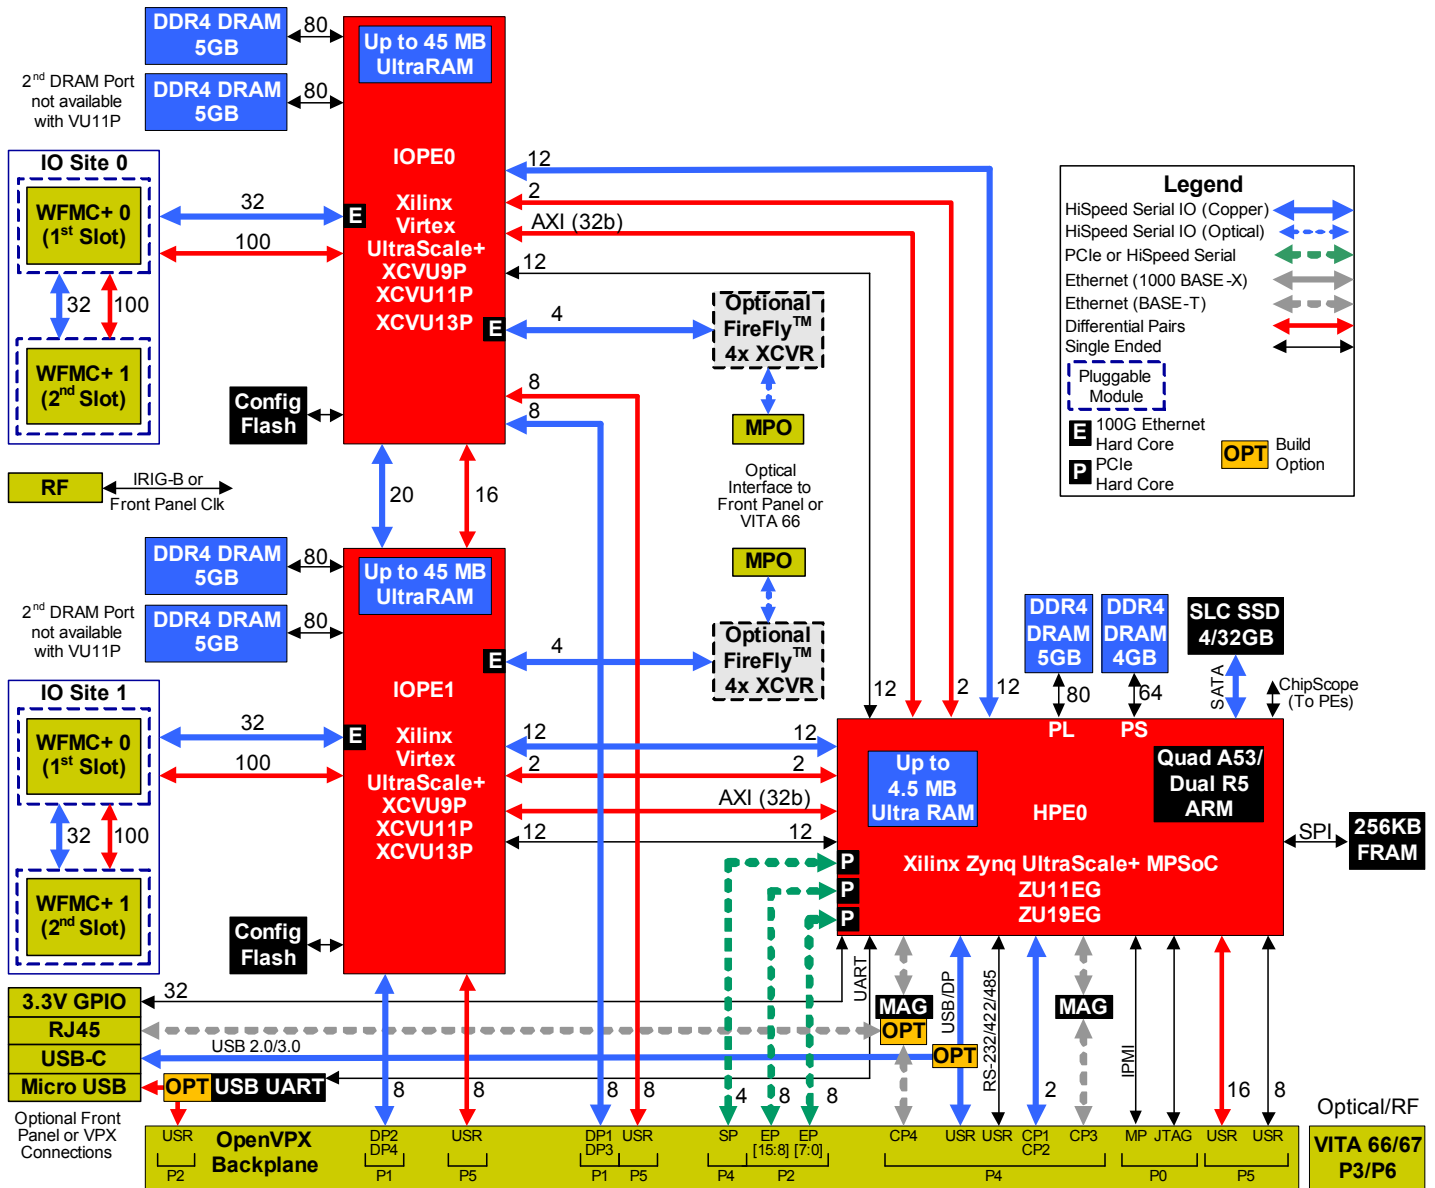 DDR4 DRAM
5GB
80
2nd DRAM Port
not available
with VU11P
DDR4 DRAM
5GB
80
Up to 45 MB
UltraRAM
IOPE0
Xilinx
Virtex
UltraScale+
XCVU9P
XCVU11P
XCVU13P
E
E
IO Site 0
WFMC+ 0
(1st Slot)
32
100
WFMC+ 1
(2nd Slot)
32
100
Config
Flash
RF
IRIG-B or
Front Panel Clk
20
16
12
2
AXI (32b)
12
4
8
8
Optional
FireFly™
4x XCVR
MPO
Optical
Interface to
Front Panel or
VITA 66
MPO
Optional
FireFly™
4x XCVR
Legend
HiSpeed Serial IO (Copper)
HiSpeed Serial IO (Optical)
PCIe or HiSpeed Serial
Ethernet (1000 BASE-X)
Ethernet (BASE-T)
Differential Pairs
Single Ended
Pluggable
Module
E
100G Ethernet
Hard Core
P
PCIe
Hard Core
OPT
Build
Option
DDR4 DRAM
5GB
80
2nd DRAM Port
not available
with VU11P
DDR4 DRAM
5GB
80
Up to 45 MB
UltraRAM
IOPE1
Xilinx
Virtex
UltraScale+
XCVU9P
XCVU11P
XCVU13P
E
E
4
IO Site 1
WFMC+ 0
(1st Slot)
32
100
WFMC+ 1
(2nd Slot)
32
100
Config
Flash
12
12
2
2
AXI (32b)
12
12
12
2
12
DDR4
DRAM
5GB
80
DDR4
DRAM
4GB
64
SLC SSD
4/32GB
SATA
ChipScope
(To PEs)
PL
PS
Up to
4.5 MB
Ultra RAM
Quad A53/
Dual R5
ARM
HPE0
Xilinx Zynq UltraScale+ MPSoC
ZU11EG
ZU19EG
P
P
P
SPI
256KB
FRAM
3.3V GPIO
RJ45
USB-C
Micro USB
32
USB 2.0/3.0
OPT
USB UART
Optional Front
Panel or VPX
Connections
UART
MAG
OPT
USB/DP
OPT
RS-232/422/485
MAG
IPMI
8
8
8
8
4
8
8
2
16
8
Optical/RF
OpenVPX
Backplane
USR
P2
DP2
DP4
P1
USR
P5
DP1
DP3
P1
USR
P5
SP
P4
EP
[15:8]
EP
[7:0]
P2
CP4
USR
USR
CP1
CP2
CP3
P4
MP
JTAG
P0
USR
USR
P5
VITA 66/67
P3/P6